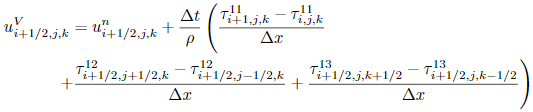 u^V_{i+1/2,j,k} = u^n_{i+1/2,j,k} + \frac{\Delta t}{\rho} \left( \frac{\tau^{11}_{i+1,j,k} - \tau^{11}_{i,j,k}}{\Delta x}
+ \frac{\tau^{12}_{i+1/2,j+1/2,k} - \tau^{12}_{i+1/2,j-1/2,k}}{\Delta x} + \frac{\tau^{13}_{i+1/2,j,k+1/2} - \tau^{13}_{i+1/2,j,k-1/2}}{\Delta x} \right)